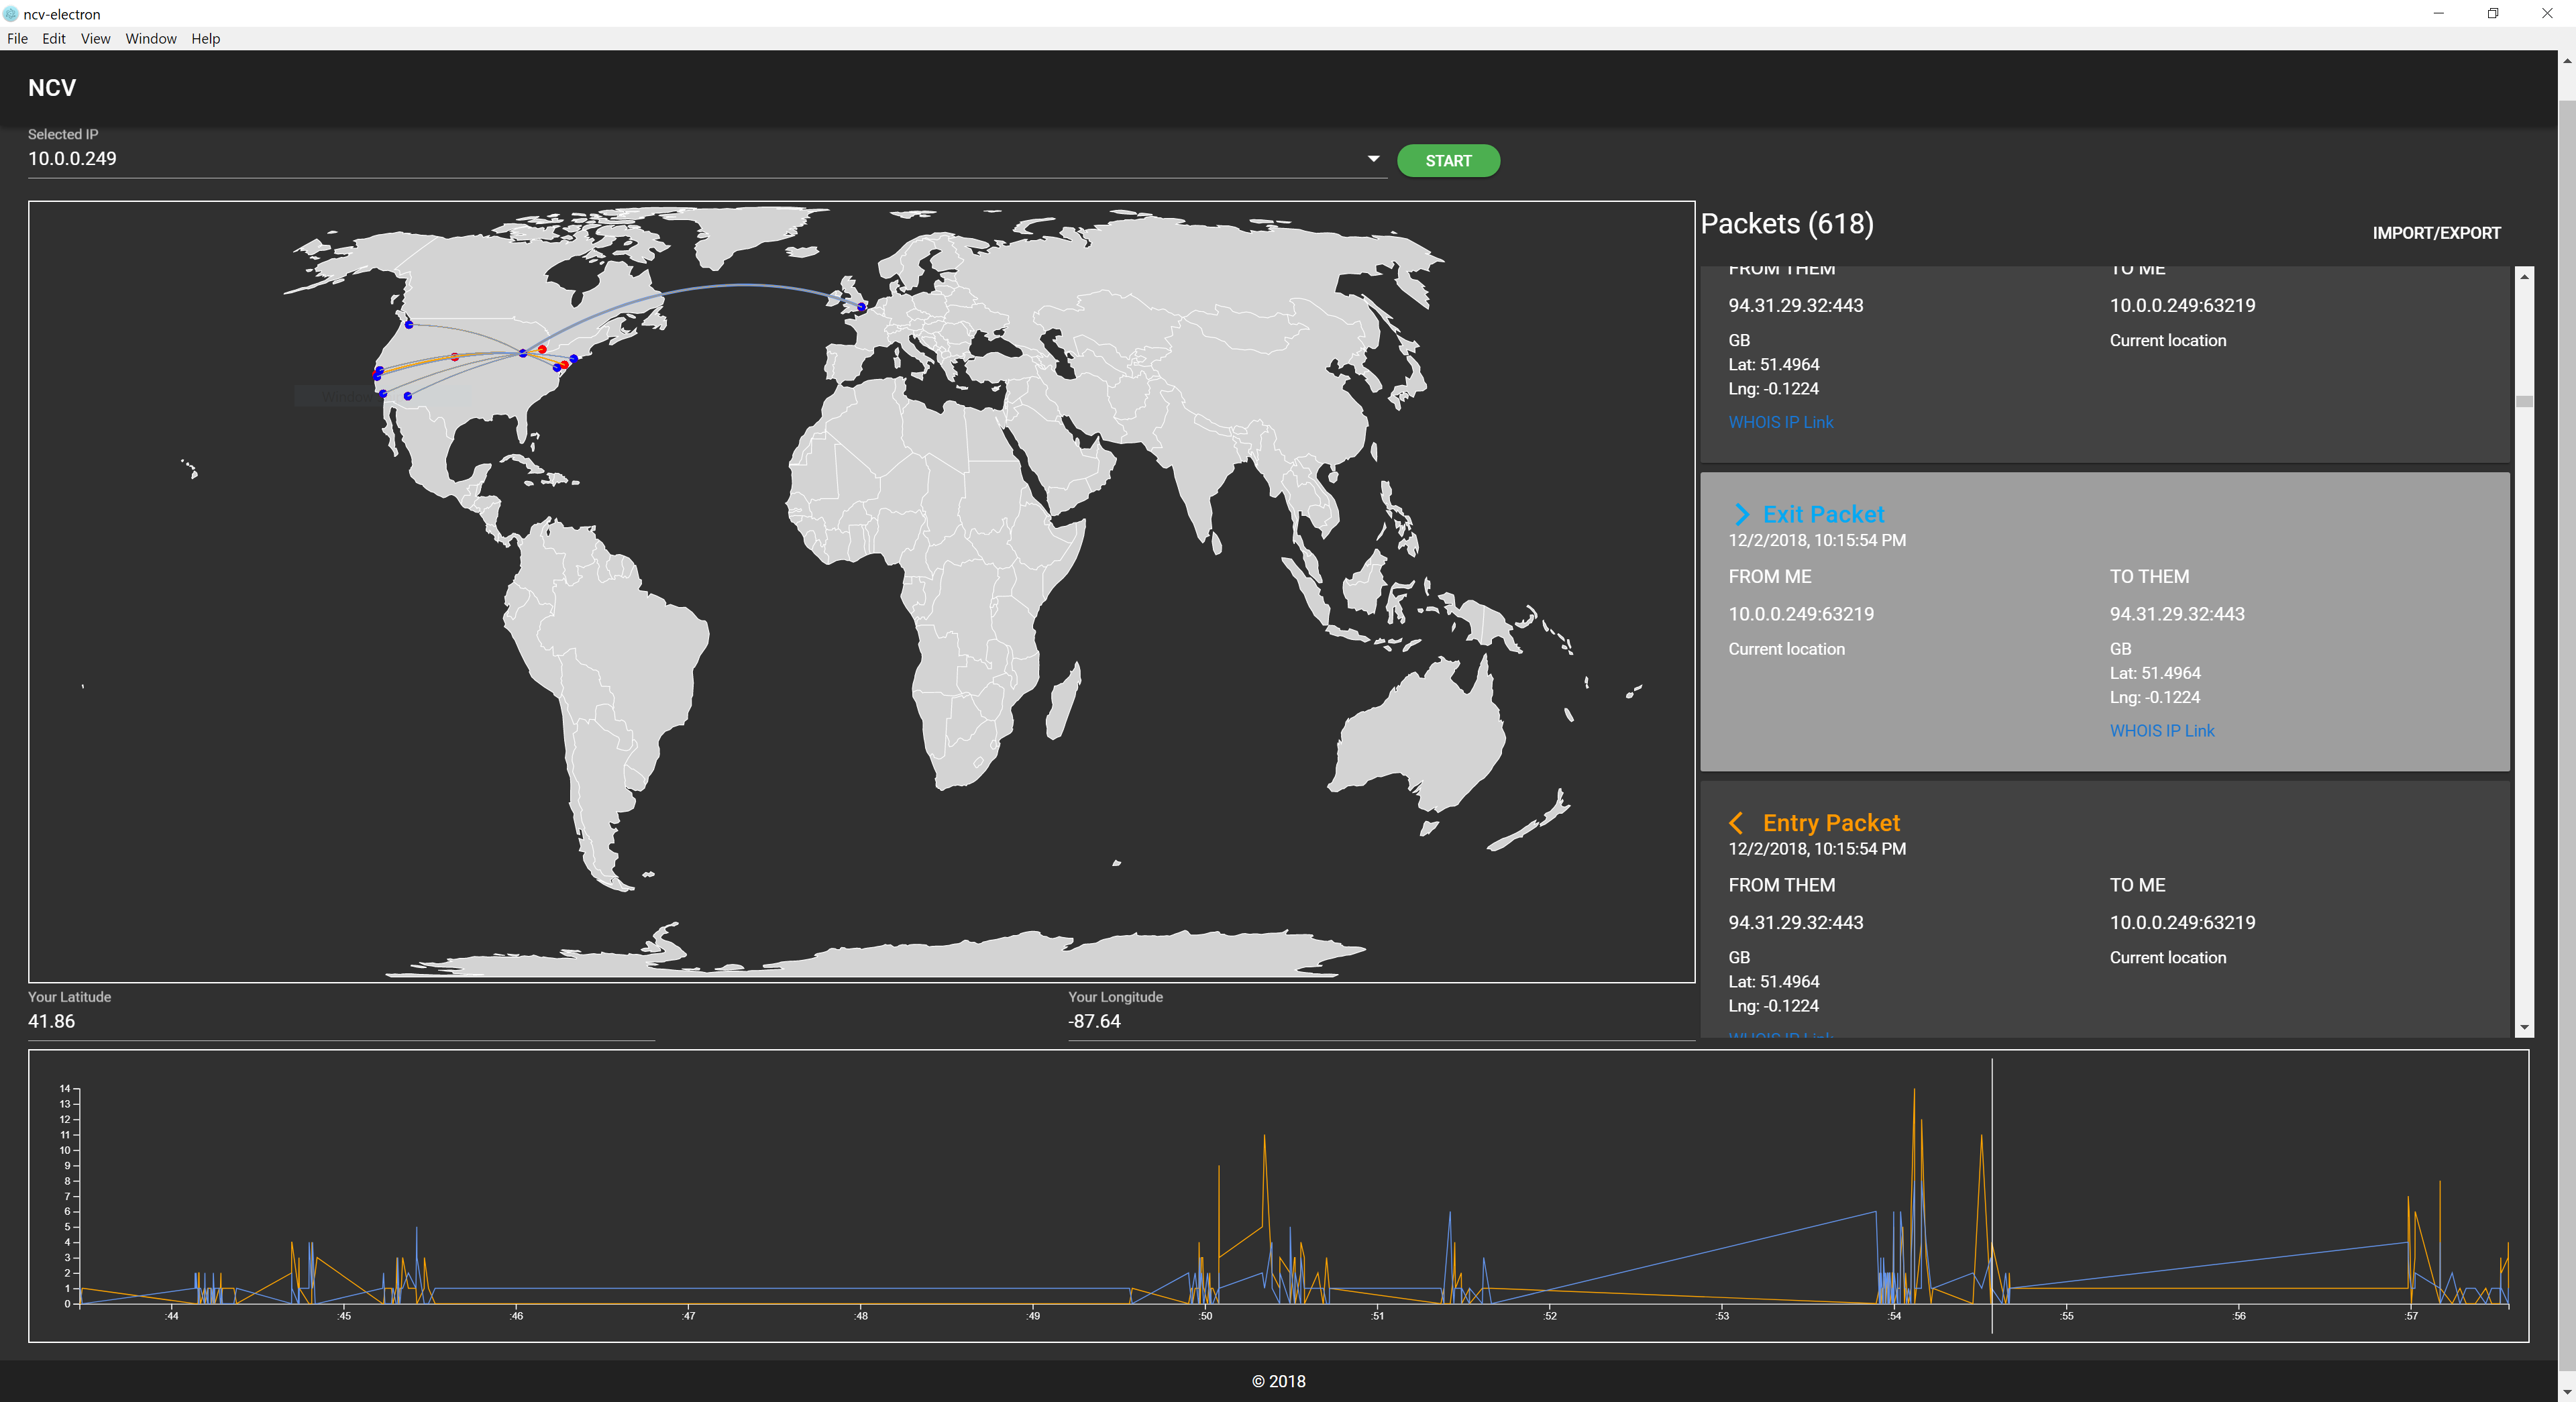 ncv-electron
File Edit View Window Help
NCV
Selected IP
10.0.0.249
START
Packets (618)
IMPORT/EXPORT
FROM THEM TO ME
94.31.29.32:443 10.0.0.249:63219
GB Current location
Lat: 51.4964
Lng: -0.1224
WHOIS IP Link
Exit Packet
12/2/2018, 10:15:54 PM
FROM ME TO THEM
10.0.0.249:63219 94.31.29.32:443
Current location GB
Lat: 51.4964
Lng: -0.1224
WHOIS IP Link
Entry Packet
12/2/2018, 10:15:54 PM
FROM THEM TO ME
94.31.29.32:443 10.0.0.249:63219
GB Current location
Lat: 51.4964
Lng: -0.1224
WHOIS IP Link
Your Latitude
41.86
Your Longitude
-87.64
14
13
12
11
10
9
8
7
6
5
4
3
2
1
0
:44 :45 :46 :47 :48 :49 :50 :51 :52 :53 :54 :55 :56 :57
© 2018